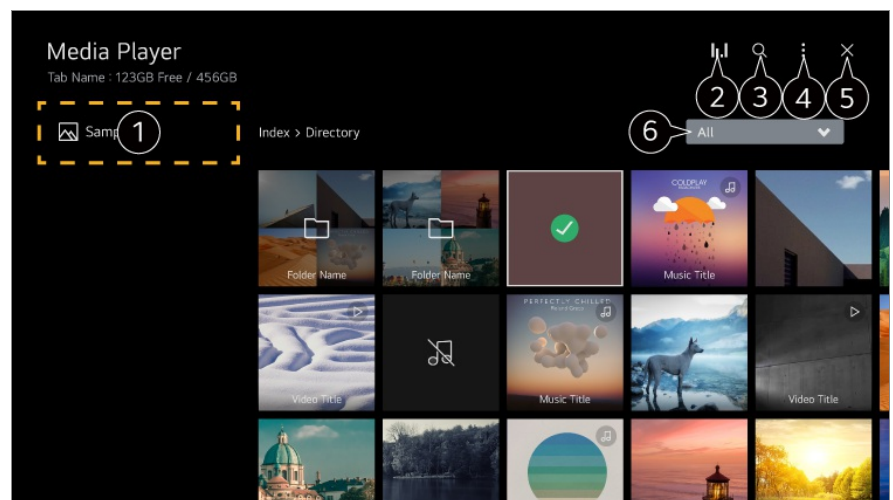 Media Player
Tab Name : 123GB Free / 456GB
2
3
4
5
1
Index > Directory
6
All
Folder Name
Folder Name
COLDPLAY
Music Title
Video Title
PERFECTLY CHILLED
Music Title
Video Title